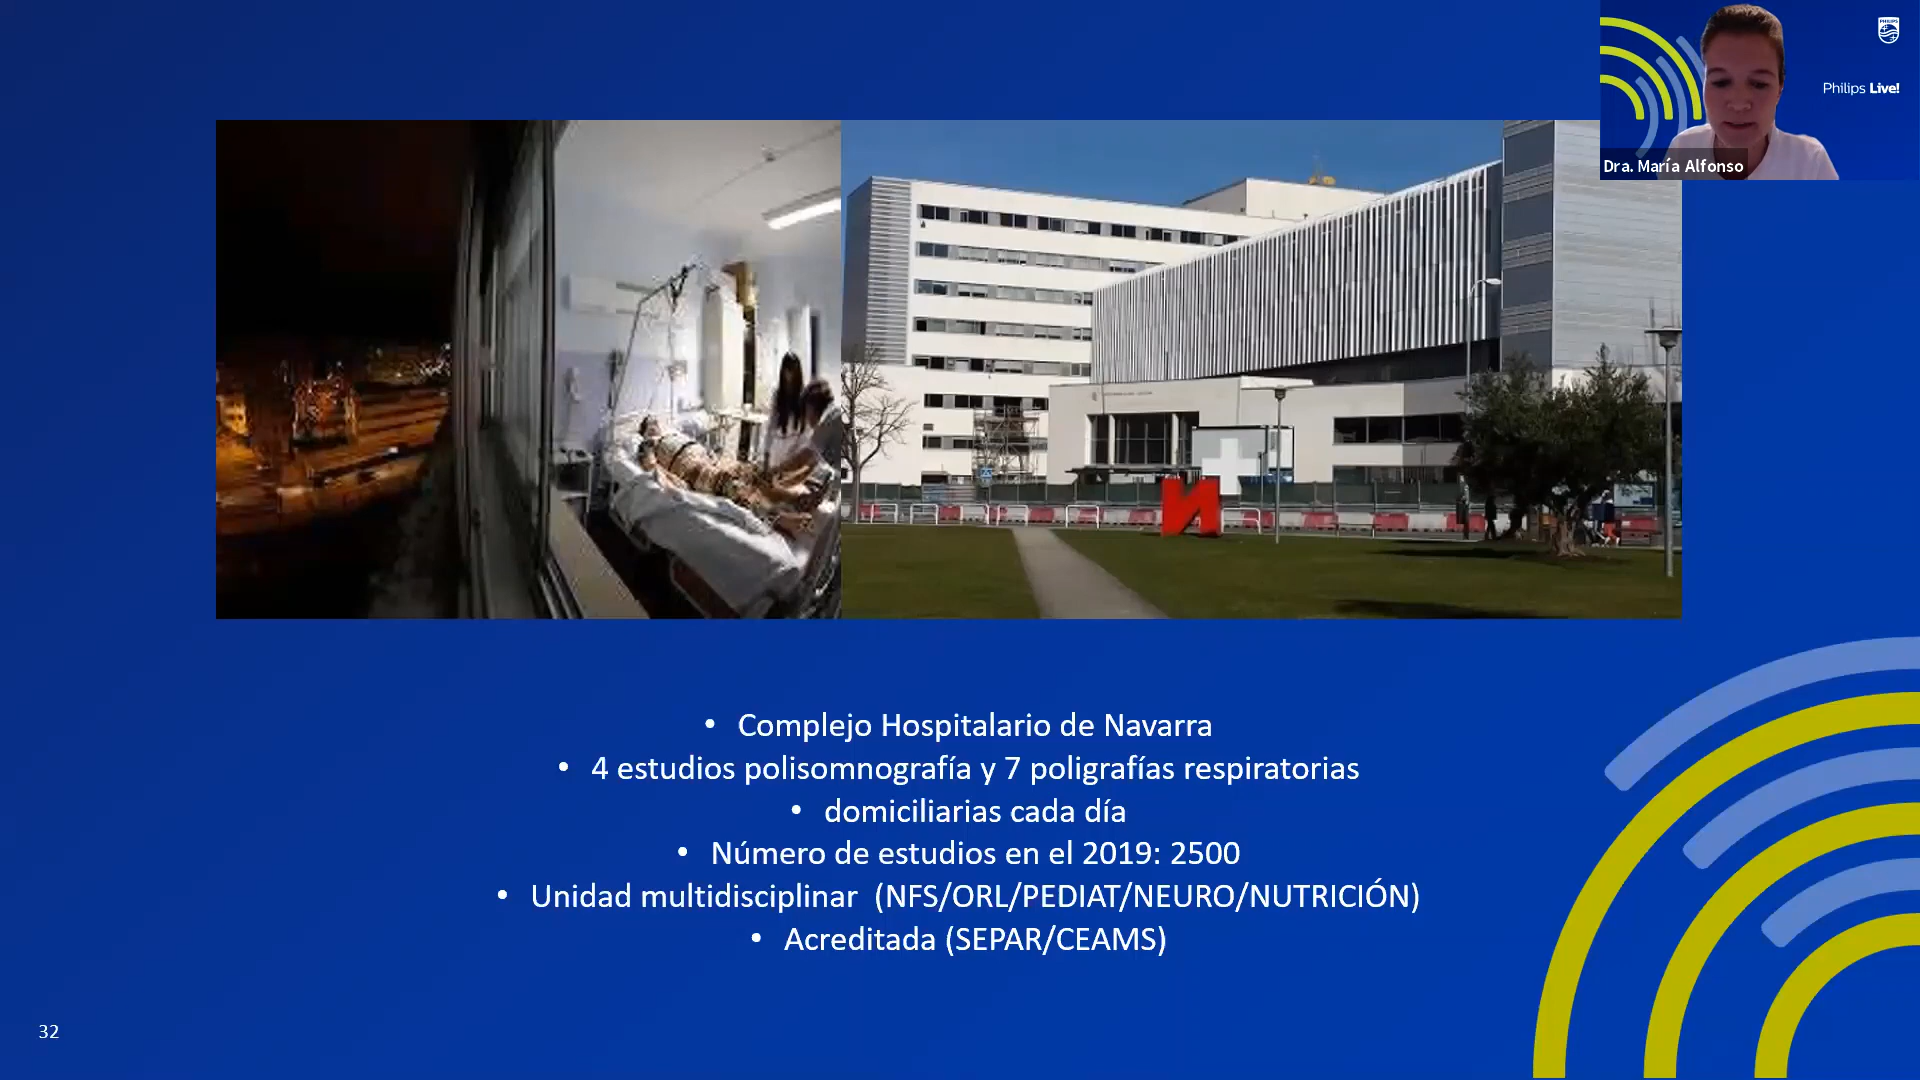 PHILIPS
Philips Live!
Dra. María Alfonso
• Complejo Hospitalario de Navarra
• 4 estudios polisomnografía y 7 poligrafías respiratorias
• domiciliarias cada día
• Número de estudios en el 2019: 2500
• Unidad multidisciplinar (NFS/ORL/PEDIAT/NEURO/NUTRICIÓN)
• Acreditada (SEPAR/CEAMS)
32